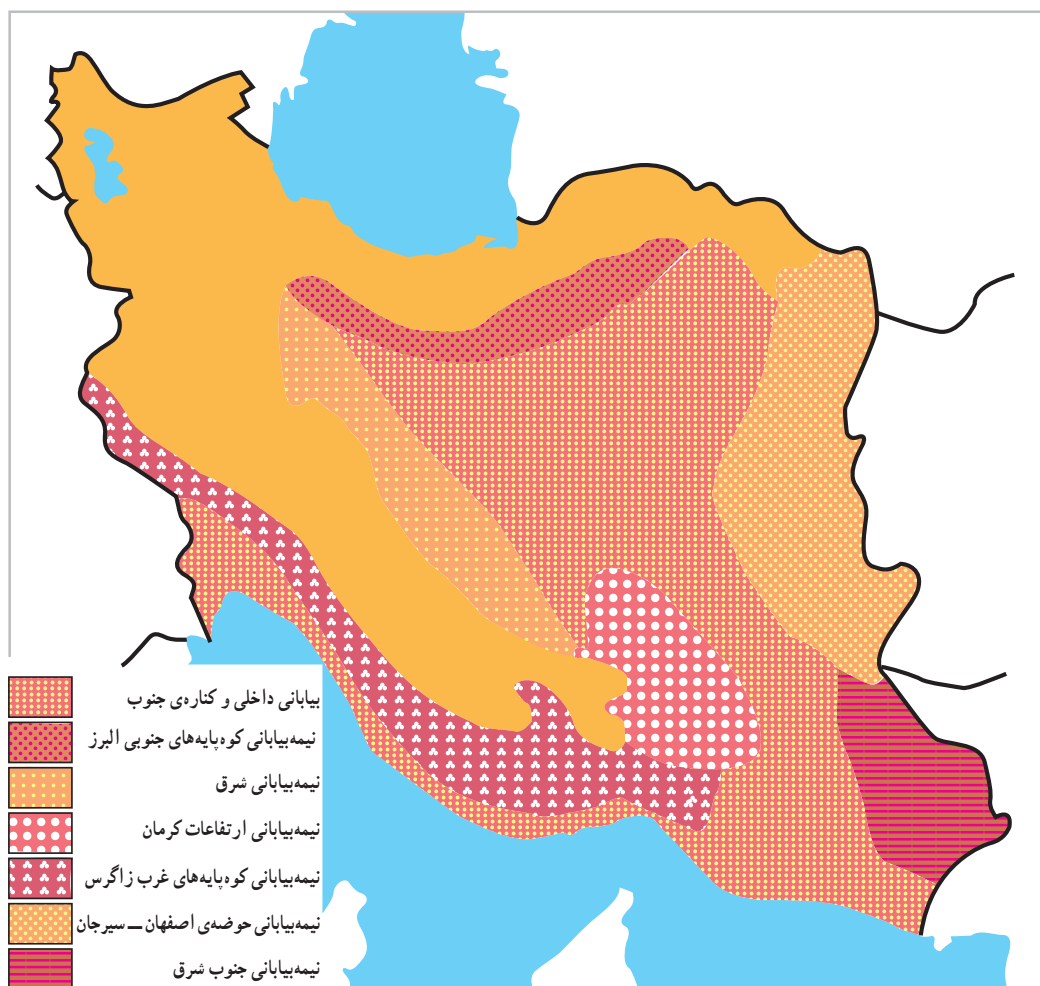 بیابانی داخلی و کناره‌ی جنوب
نیمه‌بیابانی کوه‌پایه‌های جنوبی البرز
نیمه‌بیابانی شرق
نیمه‌بیابانی ارتفاعات کرمان
نیمه‌بیابانی کوه‌پایه‌های غرب زاگرس
نیمه‌بیابانی حوضه‌ی اصفهان ــ سیرجان
نیمه‌بیابانی جنوب شرق